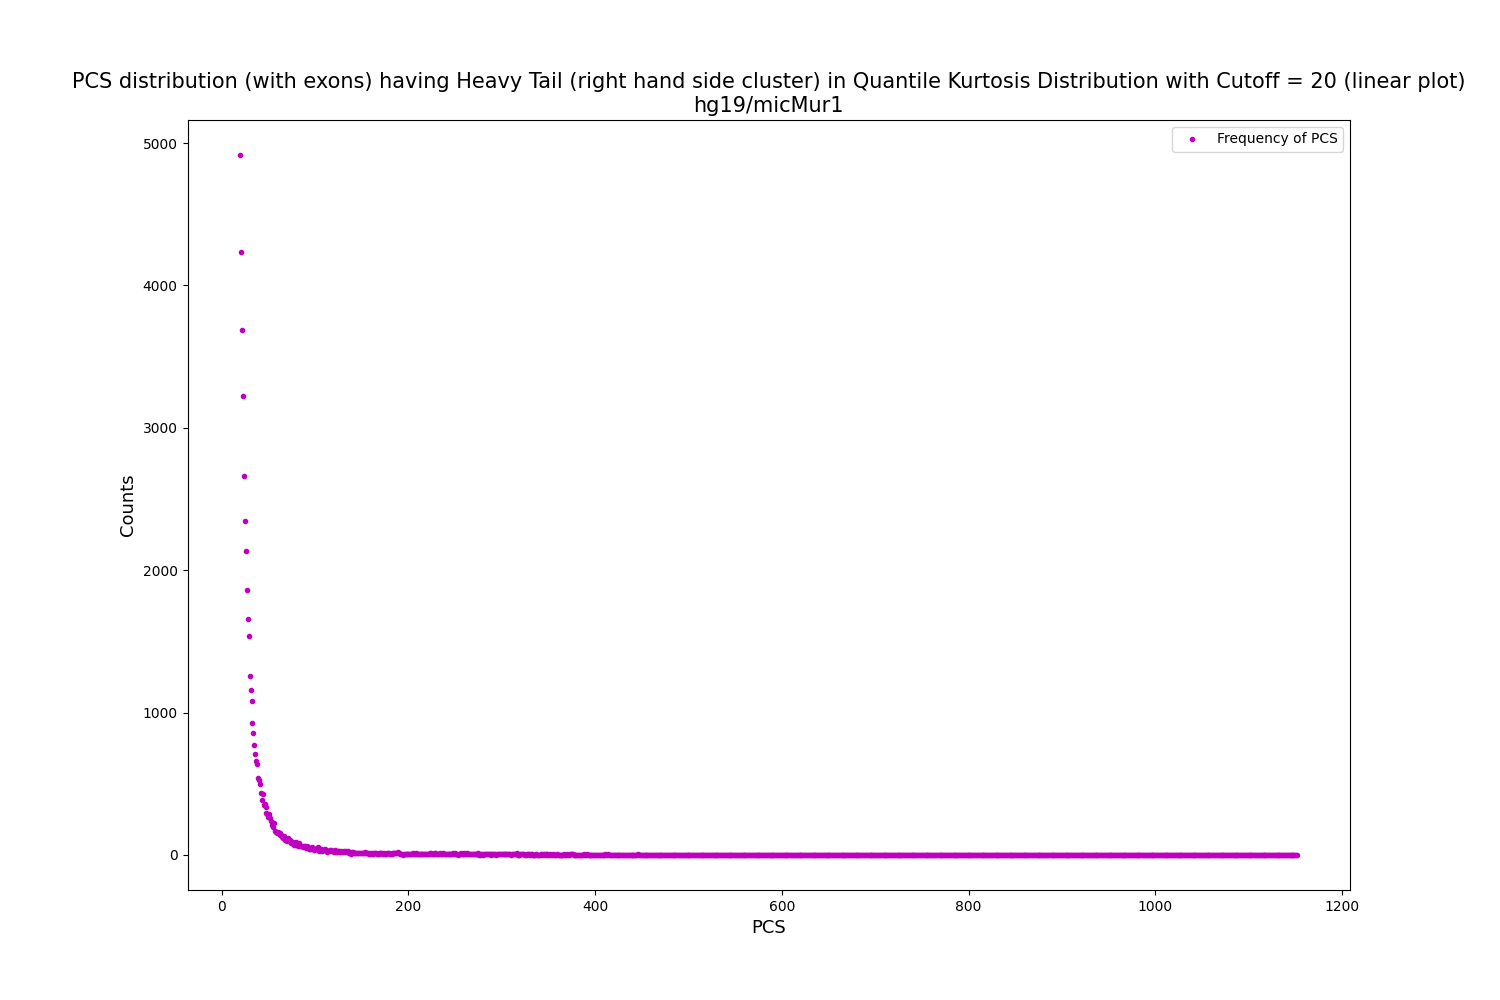 PCS distribution (with exons) having Heavy Tail (right hand side cluster) in Quantile Kurtosis Distribution with Cutoff = 20 (linear plot)
hg19/micMur1
Frequency of PCS
5000
4000
3000
2000
1000
0
Counts
0 200 400 600 800 1000 1200
PCS